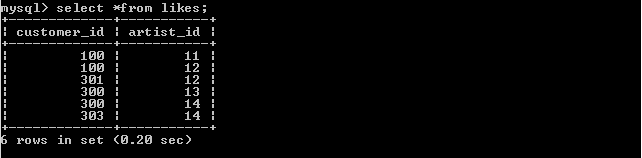 mysql> select *from likes;
+-------------+-----------+
| customer_id | artist_id |
+-------------+-----------+
|         100 |        11 |
|         100 |        12 |
|         301 |        12 |
|         300 |        13 |
|         300 |        14 |
|         303 |        14 |
+-------------+-----------+
6 rows in set (0.20 sec)